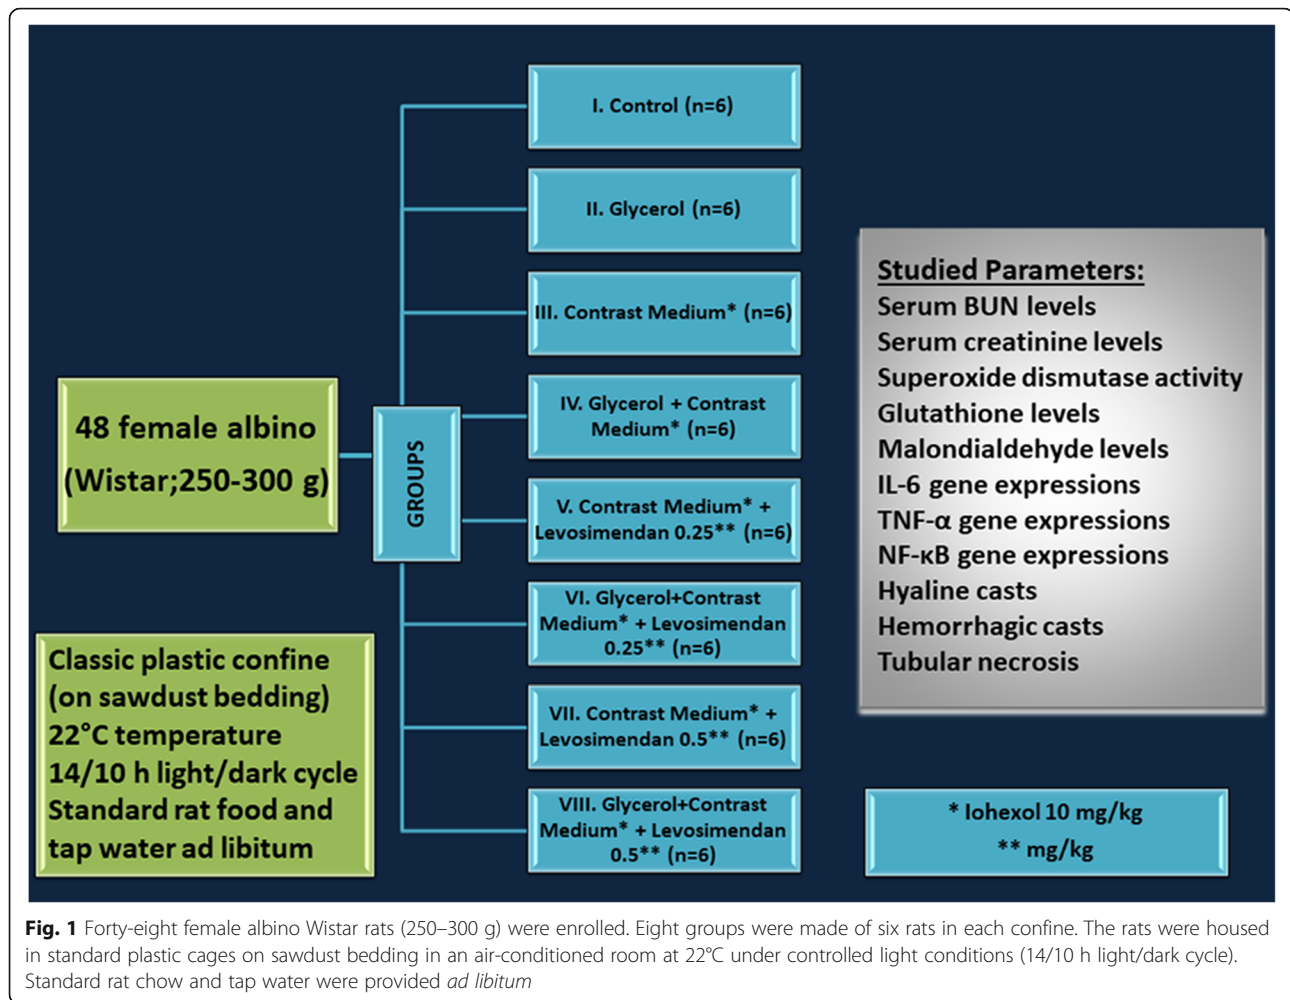 48 female albino
(Wistar;250-300 g)
Classic plastic confine
(on sawdust bedding)
22°C temperature
14/10 h light/dark cycle
Standard rat food and
tap water ad libitum
GROUPS
I. Control (n=6)
II. Glycerol (n=6)
III. Contrast Medium* (n=6)
IV. Glycerol + Contrast
Medium* (n=6)
V. Contrast Medium* +
Levosimendan 0.25** (n=6)
VI. Glycerol+Contrast
Medium* + Levosimendan
0.25** (n=6)
VII. Contrast Medium* +
Levosimendan 0.5** (n=6)
VIII. Glycerol+Contrast
Medium* + Levosimendan
0.5** (n=6)
Studied Parameters:
Serum BUN levels
Serum creatinine levels
Superoxide dismutase activity
Glutathione levels
Malondialdehyde levels
IL-6 gene expressions
TNF-α gene expressions
NF-κB gene expressions
Hyaline casts
Hemorrhagic casts
Tubular necrosis
* Iohexol 10 mg/kg
** mg/kg
Fig. 1 Forty-eight female albino Wistar rats (250–300 g) were enrolled. Eight groups were made of six rats in each confine. The rats were housed
in standard plastic cages on sawdust bedding in an air-conditioned room at 22°C under controlled light conditions (14/10 h light/dark cycle).
Standard rat chow and tap water were provided ad libitum